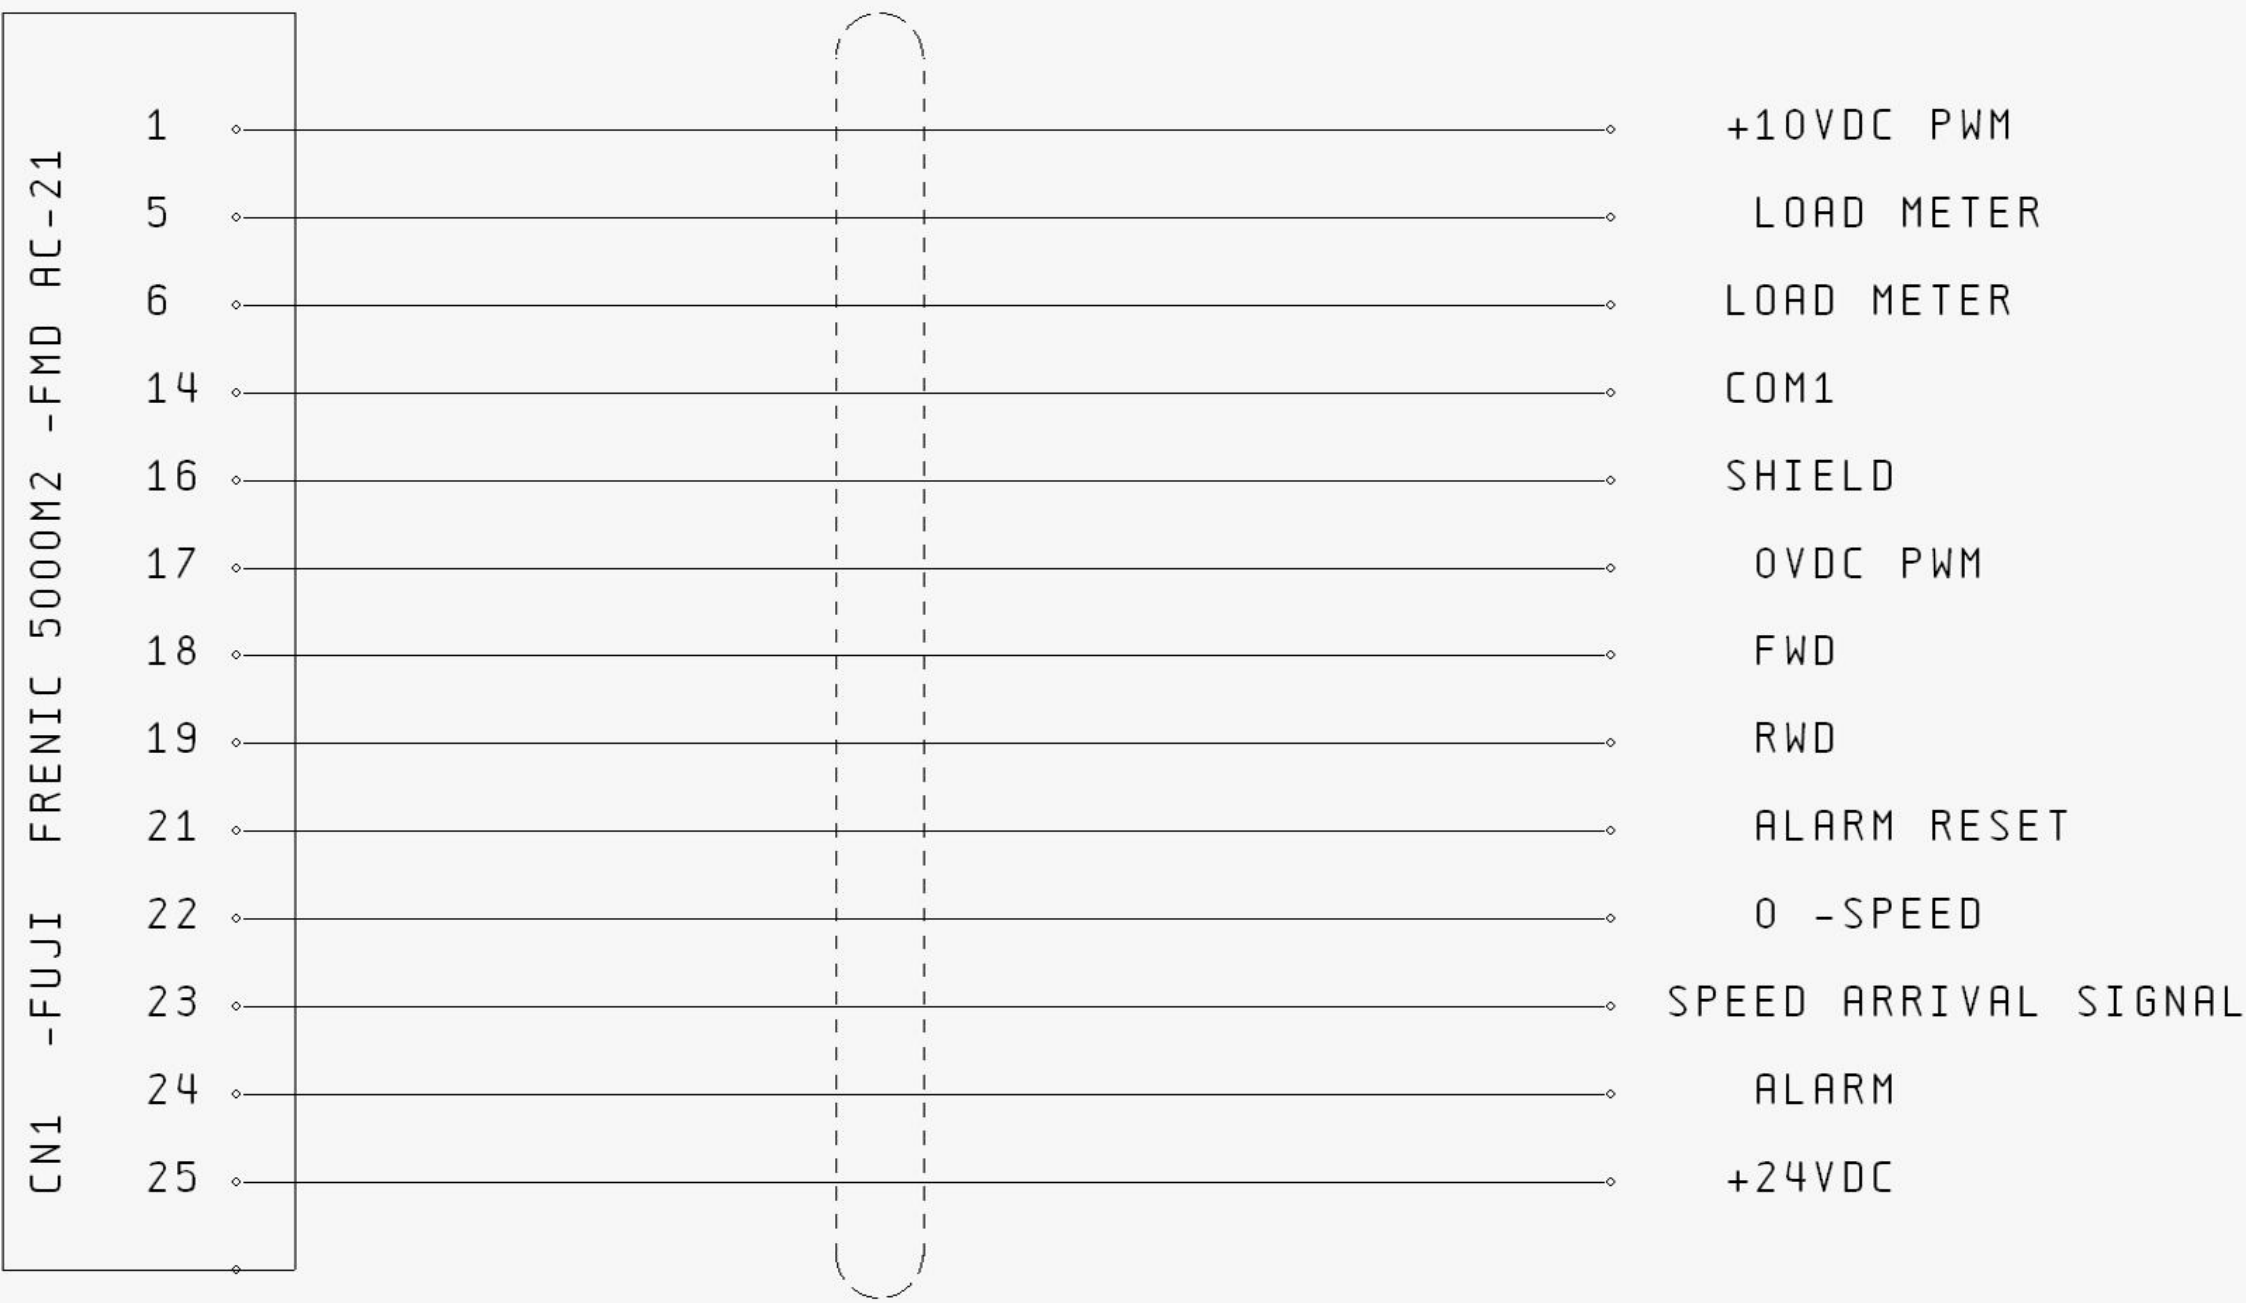 CN1 -FUJI FRENIC 5000M2 -FMD AC-21
1 +10VDC PWM
5 LOAD METER
6 LOAD METER
14 COM1
16 SHIELD
17 0VDC PWM
18 FWD
19 RWD
21 ALARM RESET
22 0 -SPEED
23 SPEED ARRIVAL SIGNAL
24 ALARM
25 +24VDC